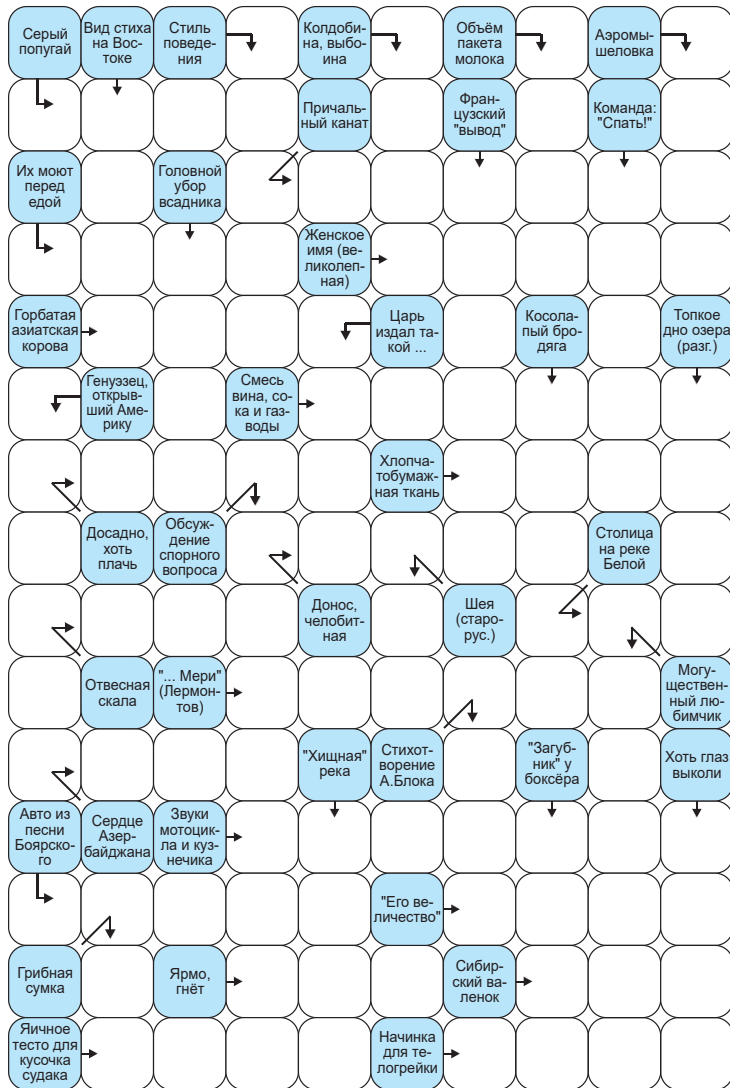 Серый
попугай
Вид стиха
на Вос-
токе
Стиль
поведе-
ния
Колдоби-
на, выбо-
ина
Объём
пакета
молока
Аэромы-
шеловка
Причаль-
ный канат
Фран-
цузский
"вывод"
Команда:
"Спать!"
Их моют
перед
едой
Головной
убор
всадника
Женское
имя (ве-
ликолеп-
ная)
Горбатая
азиатская
корова
Царь
издал та-
кой ...
Косола-
пый бро-
дяга
Топкое
дно озера
(разг.)
Генуэзец,
открыв-
ший Аме-
рику
Смесь
вина, со-
ка и газ-
воды
Хлопча-
тобумаж-
ная ткань
Досадно,
хоть
плачь
Обсуж-
дение
спорного
вопроса
Столица
на реке
Белой
Донос,
челобит-
ная
Шея
(старо-
рус.)
Отвесная
скала
"... Мери"
(Лермон-
тов)
Могу-
ществен-
ный лю-
бимчик
"Хищная"
река
Стихот-
ворение
А.Блока
"Загуб-
ник" у
боксёра
Хоть глаз
выколи
Авто из
песни
Боярско-
го
Сердце
Азер-
байджана
Звуки
мотоцик-
ла и куз-
нечика
"Его ве-
личество"
Грибная
сумка
Ярмо,
гнёт
Сибир-
ский ва-
ленок
Яичное
тесто для
кусочка
судака
Начинка
для те-
логрейки